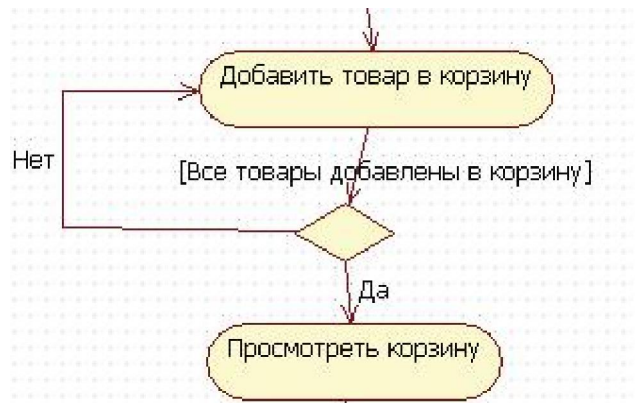 Добавить товар в корзину
Нет
[Все товары добавлены в корзину]
Да
Просмотреть корзину